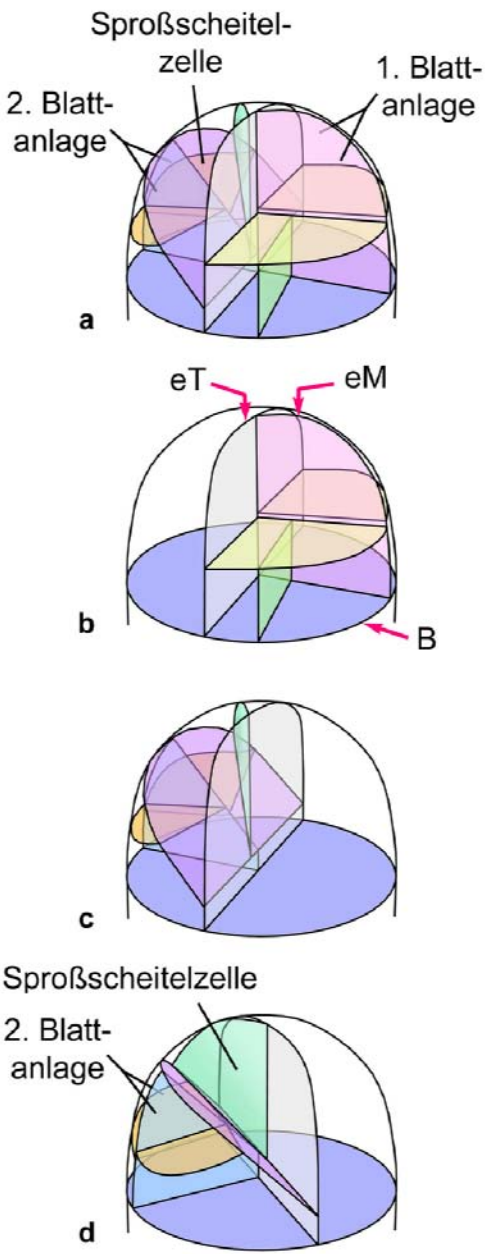 Sproßscheitel-
zelle
1. Blatt-
anlage
2. Blatt-
anlage
a
eT
eM
b
B
c
Sproßscheitelzelle
2. Blatt-
anlage
d